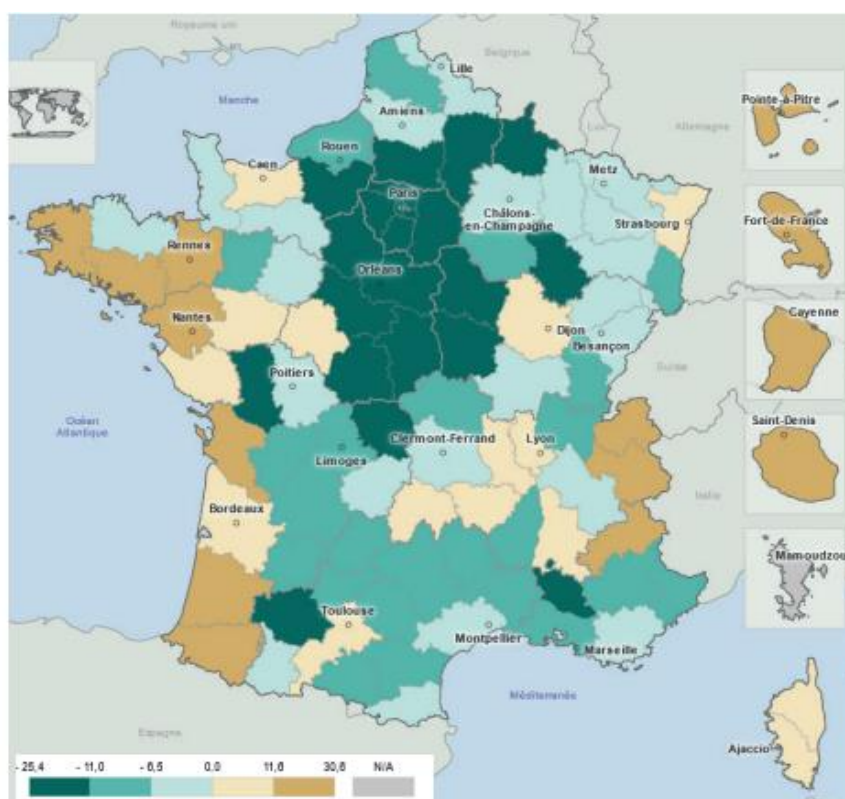 Royaume uni
Belgique
Lille
Manche
Amiens
Pointe-à-Pitre
Allemagne
Rouen
Caen
Metz
Paris
Châlons-
en-Champagne
Strasbourg
Fort-de-France
Rennes
Orléans
Nantes
Dijon
Besançon
Cayenne
Suisse
Poitiers
Océan
Atlantique
Saint-Denis
Clermont-Ferrand
Lyon
Limoges
Italie
Bordeaux
Mamoudzou
Toulouse
Montpellier
Marseille
Méditerranée
Espagne
Ajaccio
- 25,4 - 11,0 - 6,5 0,0 11,6 30,6 N/A